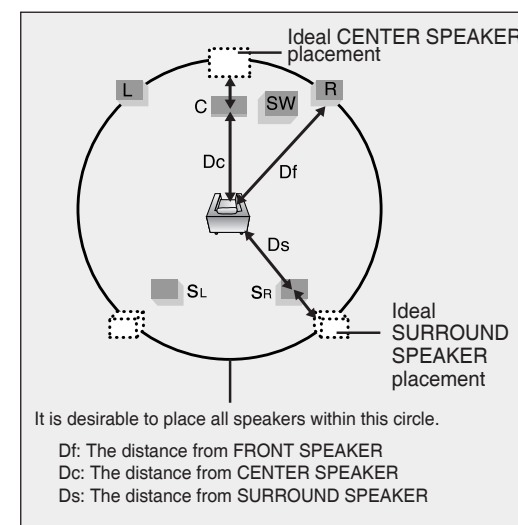 Ideal CENTER SPEAKER
placement
L
R
C
SW
Dc
Df
Ds
SL
SR
Ideal
SURROUND
SPEAKER
placement
It is desirable to place all speakers within this circle.
Df: The distance from FRONT SPEAKER
Dc: The distance from CENTER SPEAKER
Ds: The distance from SURROUND SPEAKER